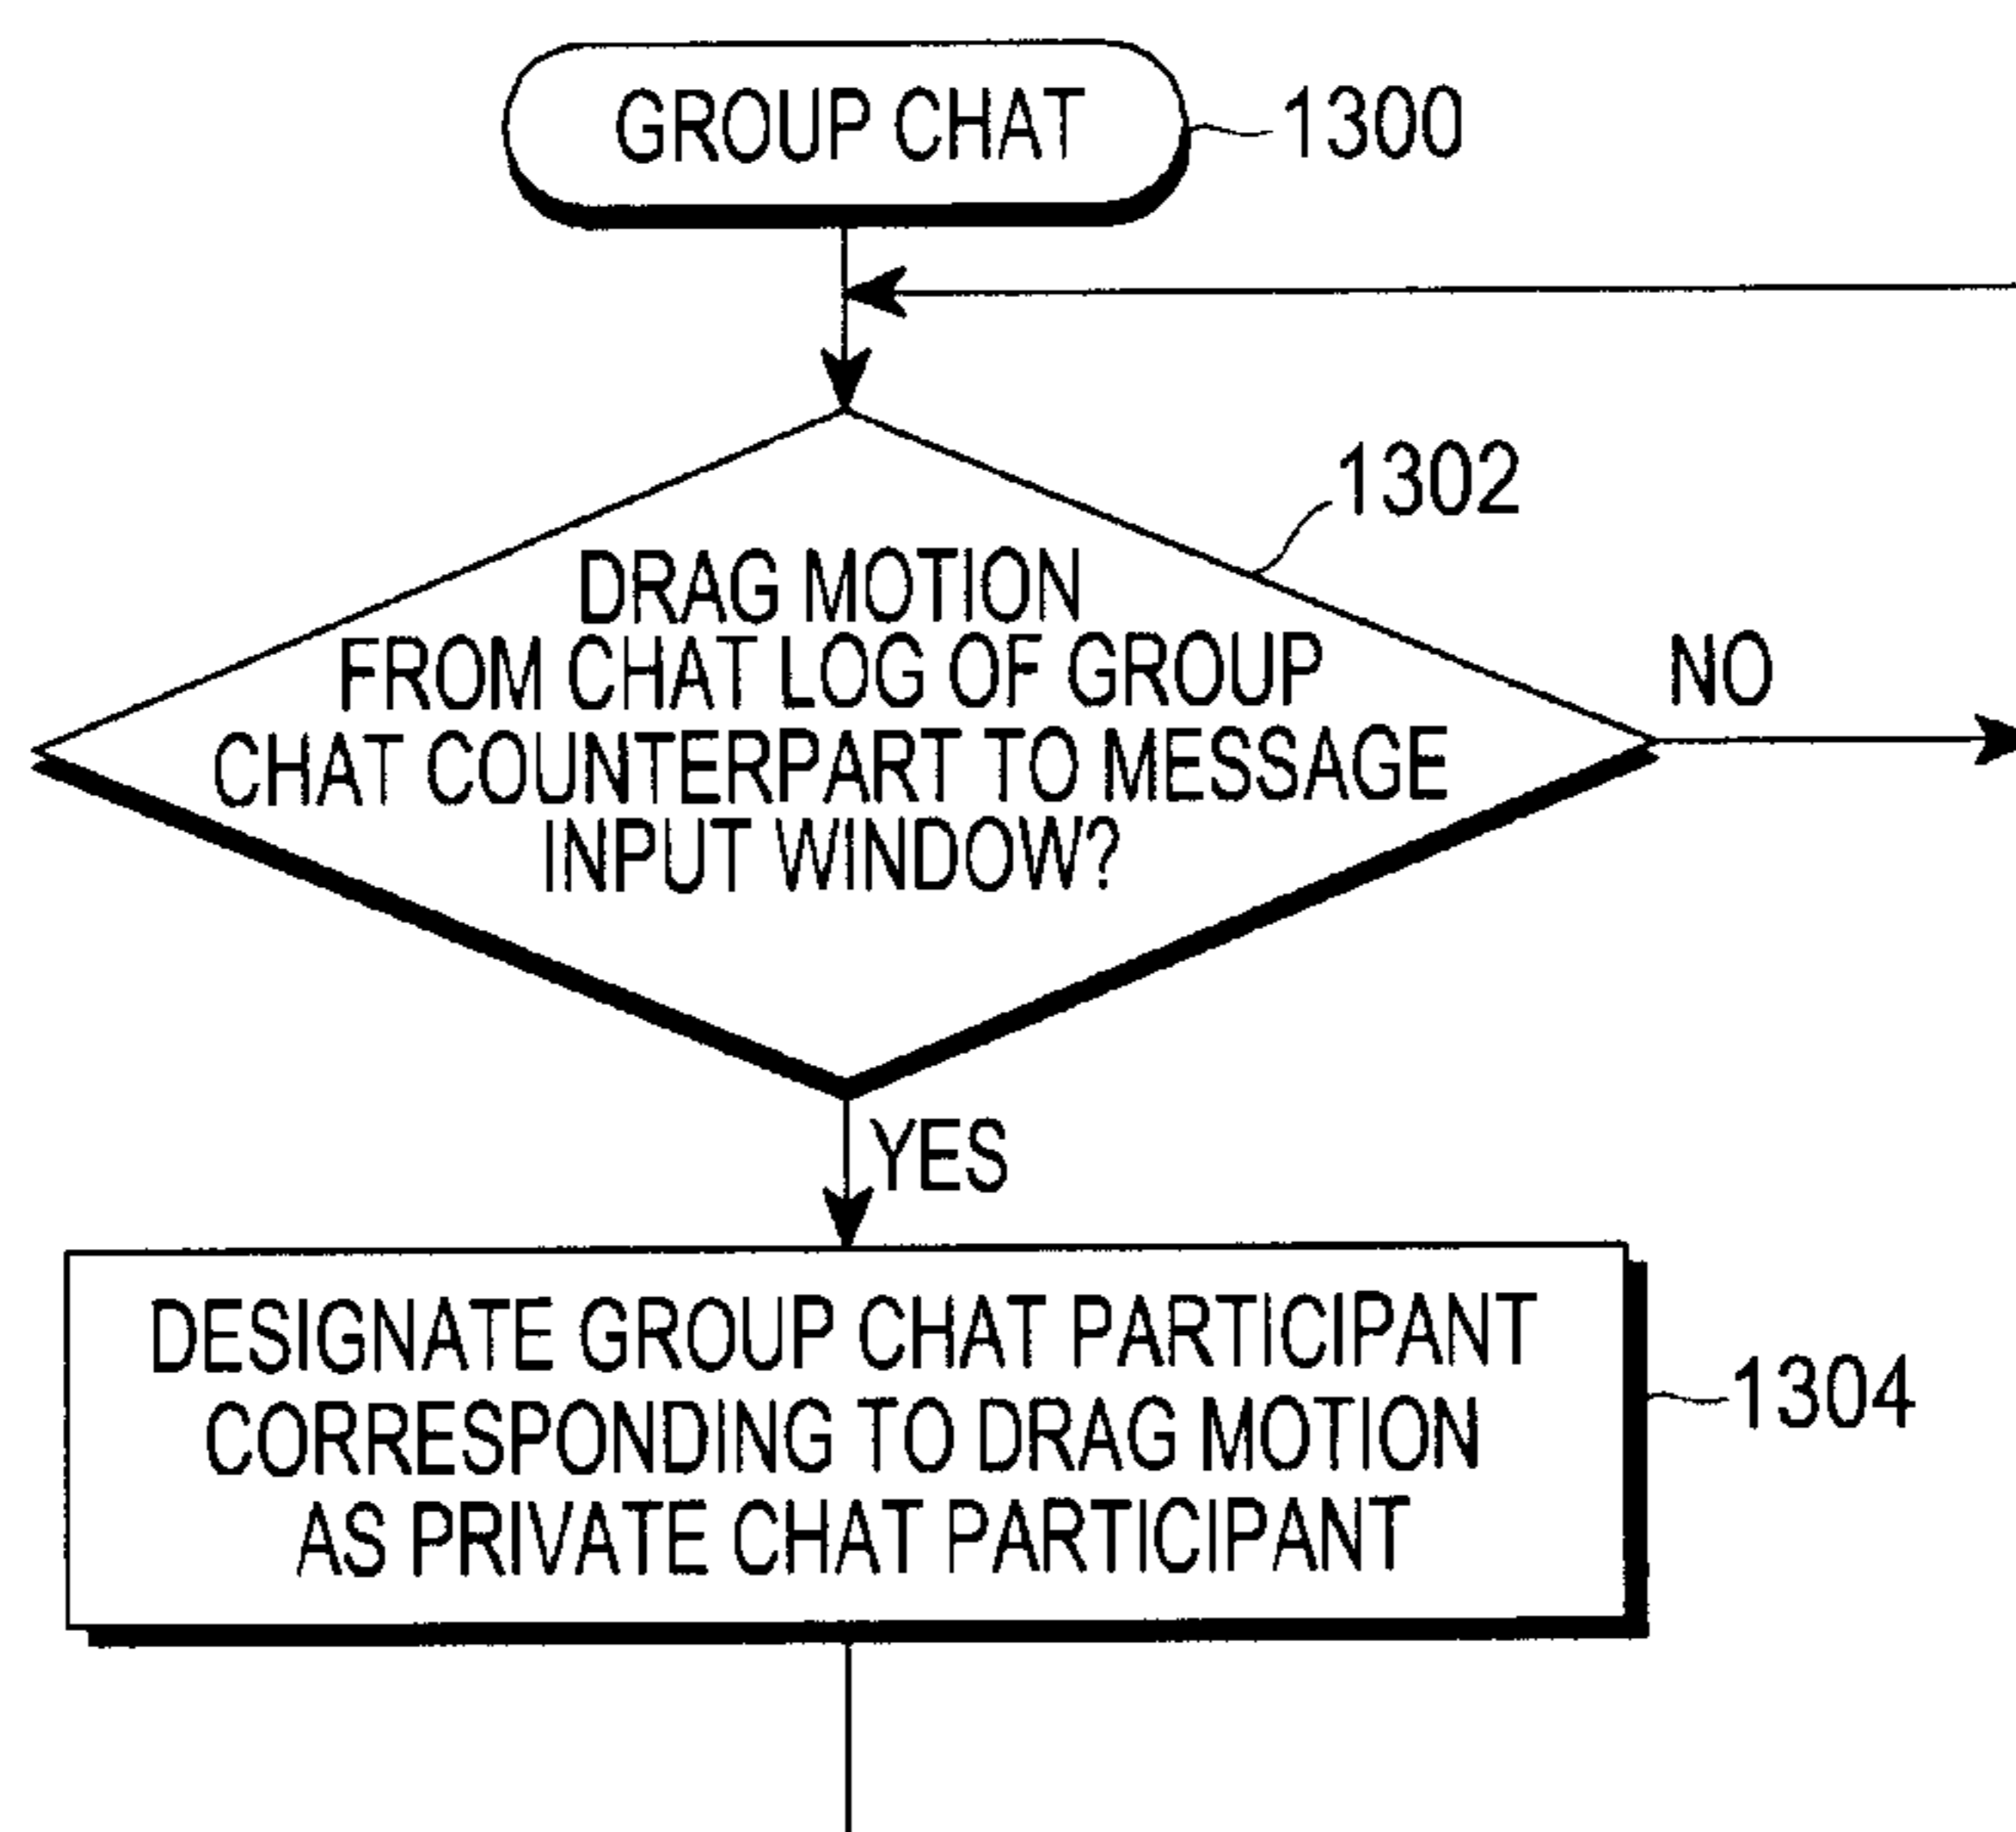 GROUP CHAT
1300
1302
DRAG MOTION
FROM CHAT LOG OF GROUP
CHAT COUNTERPART TO MESSAGE
INPUT WINDOW?
NO
YES
DESIGNATE GROUP CHAT PARTICIPANT
CORRESPONDING TO DRAG MOTION
AS PRIVATE CHAT PARTICIPANT
1304